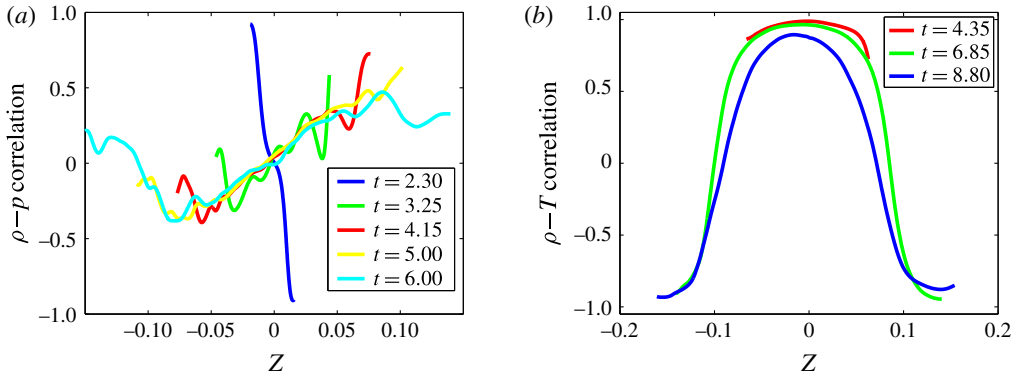 (a)
1.0
0.5
0
–0.5
–1.0
ρ–p correlation
–0.10
–0.05
0
0.05
0.10
Z
t = 2.30
t = 3.25
t = 4.15
t = 5.00
t = 6.00
(b)
1.0
0.5
0
–0.5
–1.0
ρ–T correlation
–0.2
–0.1
0
0.1
0.2
Z
t = 4.35
t = 6.85
t = 8.80